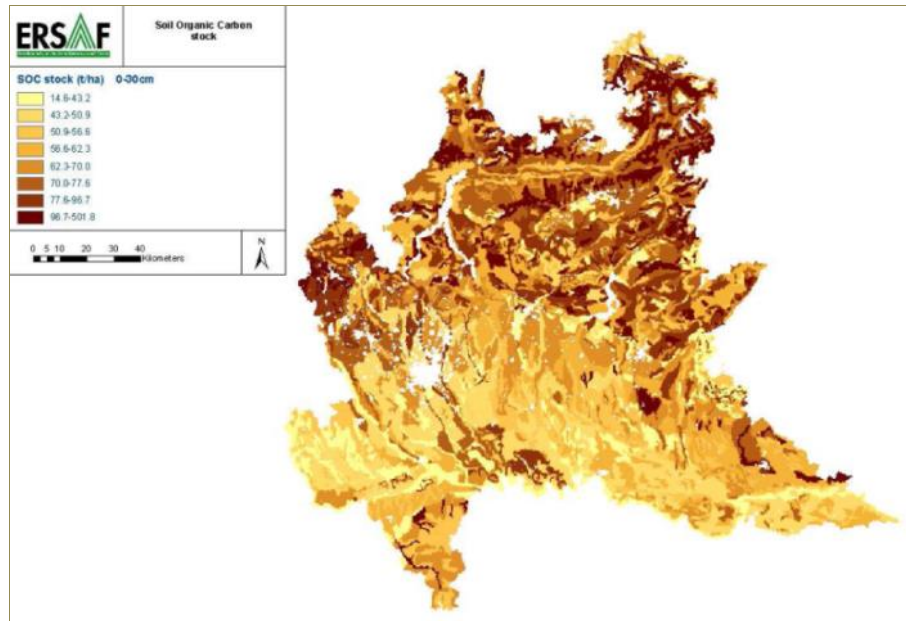 ERSAF
Soil Organic Carbon
stock
SOC stock (t/ha) 0-30cm
14.6-43.2
43.2-50.9
50.9-56.6
56.6-62.3
62.3-70.0
70.0-77.6
77.6-96.7
96.7-501.8
0 5 10 20 30 40
Kilometers
N